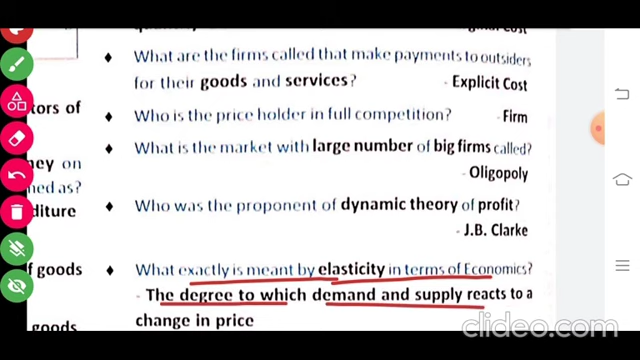 ginal Cost
What are the firms called that make payments to outsiders
for their goods and services?
- Explicit Cost
tors of
Who is the price holder in full competition?
- Firm
What is the market with large number of big firms called?
ney on
- Oligopoly
ned as?
diture
Who was the proponent of dynamic theory of profit?
- J.B. Clarke
f goods
What exactly is meant by elasticity in terms of Economics?
- The degree to which demand and supply reacts to a
change in price
goods
clideo.com